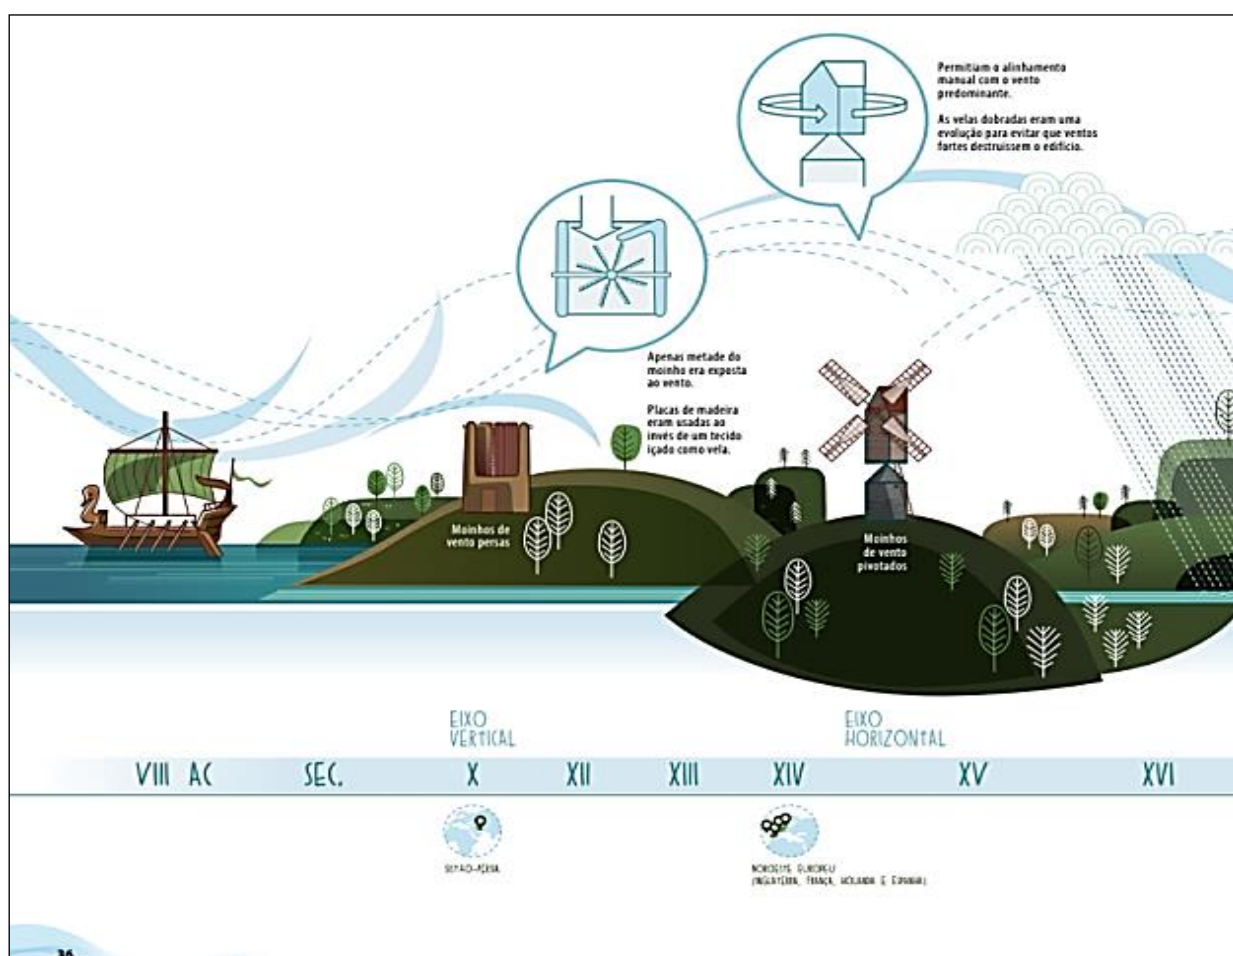 Permitiam o alinhamento
manual com o vento
predominante.
As velas dobradas eram uma
evolução para evitar que ventos
fortes destruissem o edifício.
Apenas metade do
moinho era exposta
ao vento.
Placas de madeira
eram usadas ao
invés de um tecido
içado como vela.
Moinhos de
vento persas
Moinhos
de vento
pivotados
EIXO
VERTICAL
EIXO
HORIZONTAL
VIII AC SEC. X XII XIII XIV XV XVI
NOROESTE EUROPEU
(INGLATERRA, FRANÇA, HOLANDA E ESPANHA)